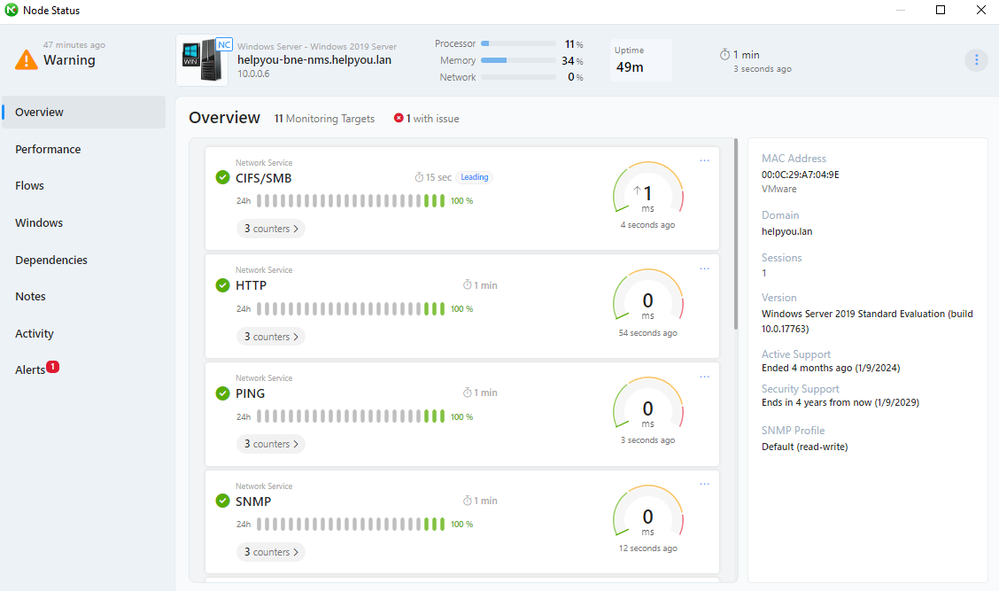 Node Status
47 minutes ago
Warning
WIN
NC
Windows Server - Windows 2019 Server
helpyou-bne-nms.helpyou.lan
10.0.0.6
Processor 11 %
Memory 34 %
Network 0 %
Uptime
49m
1 min
3 seconds ago
Overview
Performance
Flows
Windows
Dependencies
Notes
Activity
Alerts 1
Overview 11 Monitoring Targets 1 with issue
Network Service
CIFS/SMB 15 sec Leading
24h 100 %
3 counters
1
ms
4 seconds ago
Network Service
HTTP 1 min
24h 100 %
3 counters
0
ms
54 seconds ago
Network Service
PING 1 min
24h 100 %
3 counters
0
ms
3 seconds ago
Network Service
SNMP 1 min
24h 100 %
3 counters
0
ms
12 seconds ago
MAC Address
00:0C:29:A7:04:9E
VMware
Domain
helpyou.lan
Sessions
1
Version
Windows Server 2019 Standard Evaluation (build
10.0.17763)
Active Support
Ended 4 months ago (1/9/2024)
Security Support
Ends in 4 years from now (1/9/2029)
SNMP Profile
Default (read-write)